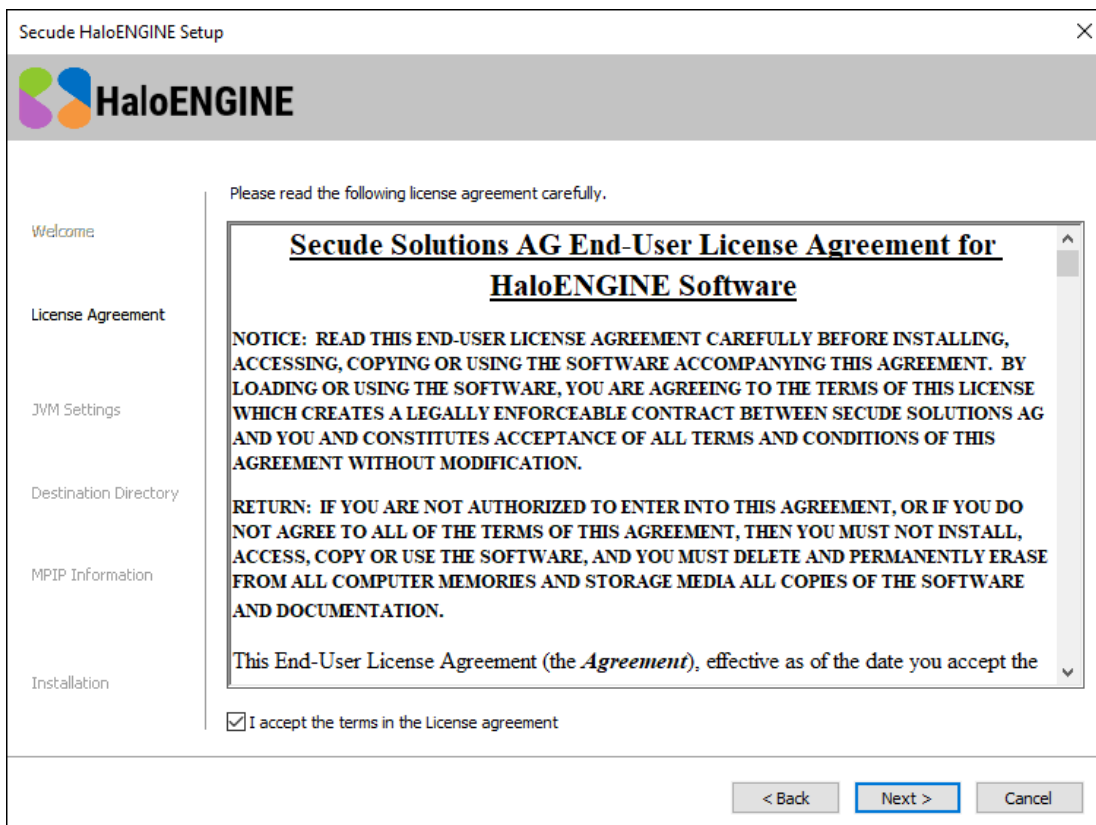 Secude HaloENGINE Setup
HaloENGINE
Please read the following license agreement carefully.
Welcome
License Agreement
JVM Settings
Destination Directory
MPIP Information
Installation
Secude Solutions AG End-User License Agreement for
HaloENGINE Software
NOTICE:  READ THIS END-USER LICENSE AGREEMENT CAREFULLY BEFORE INSTALLING,
ACCESSING, COPYING OR USING THE SOFTWARE ACCOMPANYING THIS AGREEMENT.  BY
LOADING OR USING THE SOFTWARE, YOU ARE AGREEING TO THE TERMS OF THIS LICENSE
WHICH CREATES A LEGALLY ENFORCEABLE CONTRACT BETWEEN SECUDE SOLUTIONS AG
AND YOU AND CONSTITUTES ACCEPTANCE OF ALL TERMS AND CONDITIONS OF THIS
AGREEMENT WITHOUT MODIFICATION.
RETURN:  IF YOU ARE NOT AUTHORIZED TO ENTER INTO THIS AGREEMENT, OR IF YOU DO
NOT AGREE TO ALL OF THE TERMS OF THIS AGREEMENT, THEN YOU MUST NOT INSTALL,
ACCESS, COPY OR USE THE SOFTWARE, AND YOU MUST DELETE AND PERMANENTLY ERASE
FROM ALL COMPUTER MEMORIES AND STORAGE MEDIA ALL COPIES OF THE SOFTWARE
AND DOCUMENTATION.
This End-User License Agreement (the Agreement), effective as of the date you accept the
I accept the terms in the License agreement
< Back
Next >
Cancel